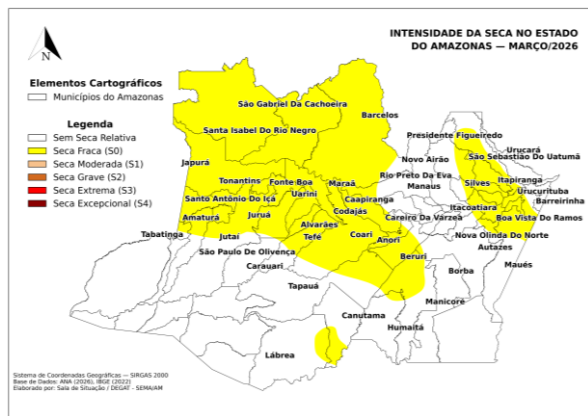 INTENSIDADE DA SECA NO ESTADO
DO AMAZONAS — MARÇO/2026
N
Elementos Cartográficos
Municípios do Amazonas
Legenda
Sem Seca Relativa
Seca Fraca (S0)
Seca Moderada (S1)
Seca Grave (S2)
Seca Extrema (S3)
Seca Excepcional (S4)
São Gabriel Da Cachoeira
Barcelos
Santa Isabel Do Rio Negro
Presidente Figueiredo
Urucará
São Sebastião Do Uatumã
Novo Airão
Japurá
Rio Preto Da Eva
Itapiranga
Tonantins
Fonte Boa
Maraã
Manaus
Silves
Urucurituba
Uarini
Barreirinha
Santo Antônio Do Içá
Caapiranga
Itacoatiara
Codajás
Amaturá
Juruá
Careiro Da Várzea
Boa Vista Do Ramos
Alvarães
Tabatinga
Jutaí
Tefé
Coari
Anori
Nova Olinda Do Norte
Autazes
São Paulo De Olivença
Beruri
Maués
Carauari
Borba
Tapauá
Manicoré
Canutama
Humaitá
Lábrea
Sistema de Coordenadas Geográficas — SIRGAS 2000
Base de Dados: ANA (2026), IBGE (2022)
Elaborado por: Sala de Situação / DEGAT - SEMA/AM